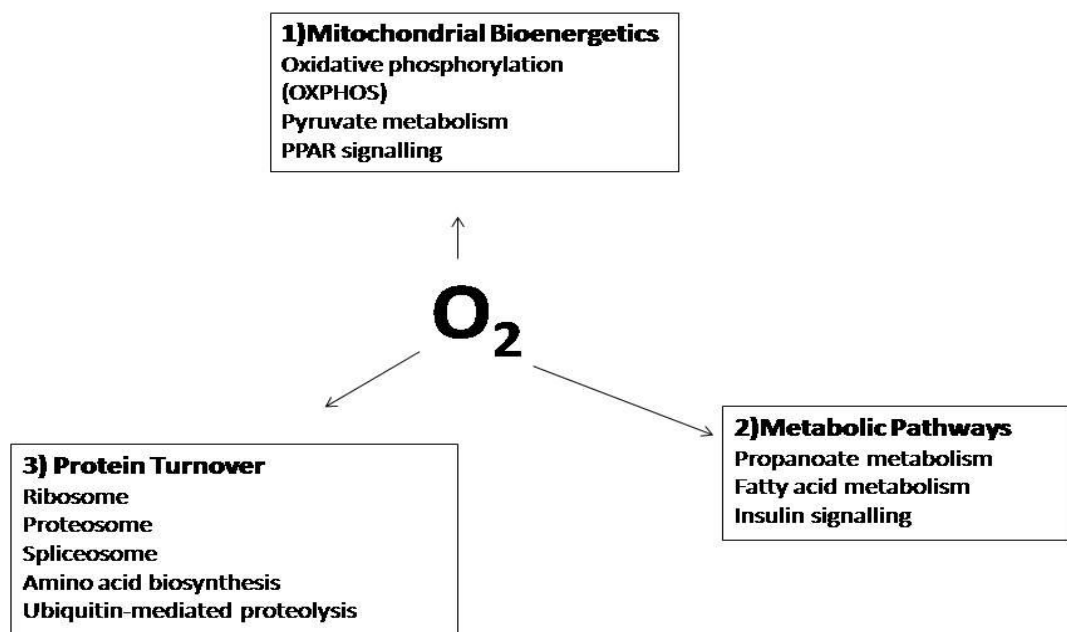 1)Mitochondrial Bioenergetics
Oxidative phosphorylation
(OXPHOS)
Pyruvate metabolism
PPAR signalling
O₂
2)Metabolic Pathways
Propanoate metabolism
Fatty acid metabolism
Insulin signalling
3) Protein Turnover
Ribosome
Proteosome
Spliceosome
Amino acid biosynthesis
Ubiquitin-mediated proteolysis